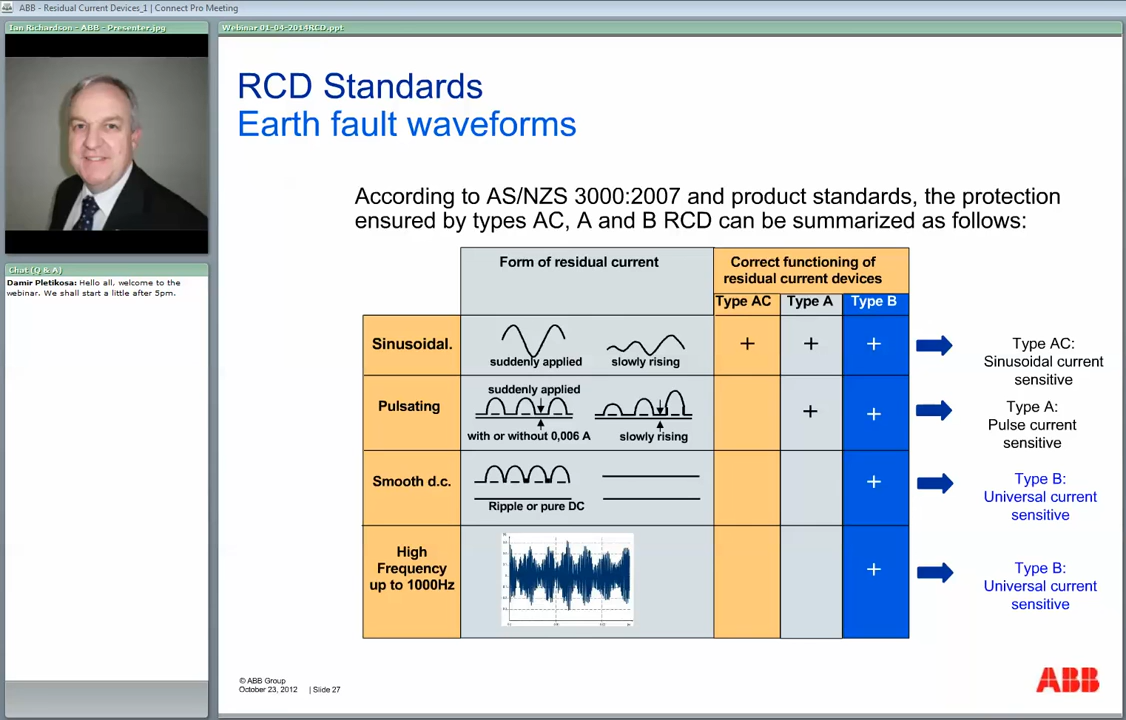 ABB - Residual Current Devices_1 | Connect Pro Meeting
Ian Richardson - ABB - Presenter.jpg
Webinar 01-04-2014RCD.ppt
Chat (Q & A)
Damir Pletikosa: Hello all, welcome to the
webinar. We shall start a little after 5pm.
RCD Standards
Earth fault waveforms
According to AS/NZS 3000:2007 and product standards, the protection
ensured by types AC, A and B RCD can be summarized as follows:
Form of residual current
Correct functioning of
residual current devices
Type AC
Type A
Type B
Sinusoidal.
suddenly applied
slowly rising
+
+
+
Type AC:
Sinusoidal current
sensitive
Pulsating
suddenly applied
with or without 0,006 A
slowly rising
+
+
Type A:
Pulse current
sensitive
Smooth d.c.
Ripple or pure DC
+
Type B:
Universal current
sensitive
High
Frequency
up to 1000Hz
+
Type B:
Universal current
sensitive
© ABB Group
October 23, 2012 | Slide 27
ABB